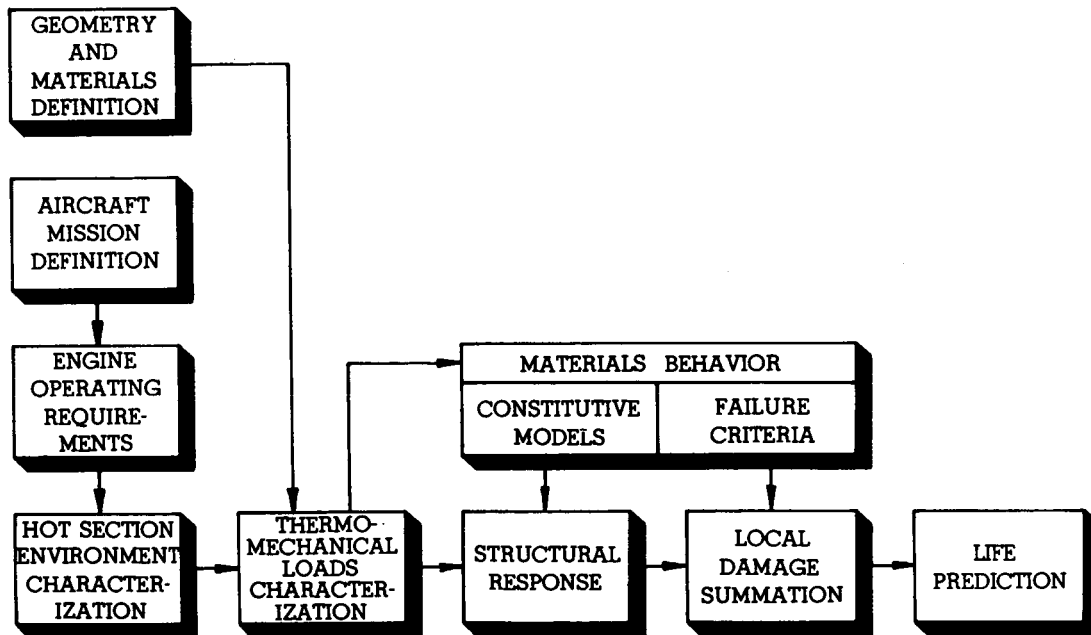 GEOMETRY
AND
MATERIALS
DEFINITION
AIRCRAFT
MISSION
DEFINITION
ENGINE
OPERATING
REQUIRE-
MENTS
HOT SECTION
ENVIRONMENT
CHARACTER-
IZATION
THERMO-
MECHANICAL
LOADS
CHARACTER-
IZATION
MATERIALS BEHAVIOR
CONSTITUTIVE
MODELS
FAILURE
CRITERIA
STRUCTURAL
RESPONSE
LOCAL
DAMAGE
SUMMATION
LIFE
PREDICTION